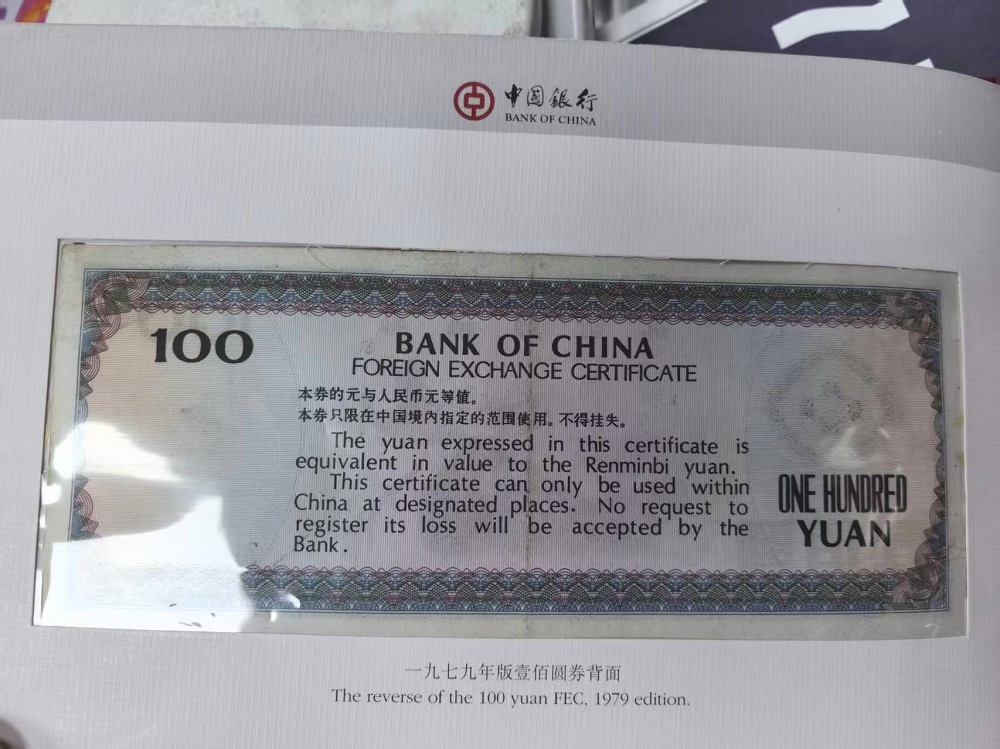 中国銀行
BANK OF CHINA
100
BANK OF CHINA
FOREIGN EXCHANGE CERTIFICATE
本券的元与人民币元等值。
本券只限在中国境内指定的范围使用。不得挂失。
The yuan expressed in this certificate is
equivalent in value to the Renminbi yuan.
This certificate can only be used within
China at designated places. No request to
register its loss will be accepted by the
Bank.
ONE HUNDRED
YUAN
一九七九年版壹佰圆券背面
The reverse of the 100 yuan FEC, 1979 edition.